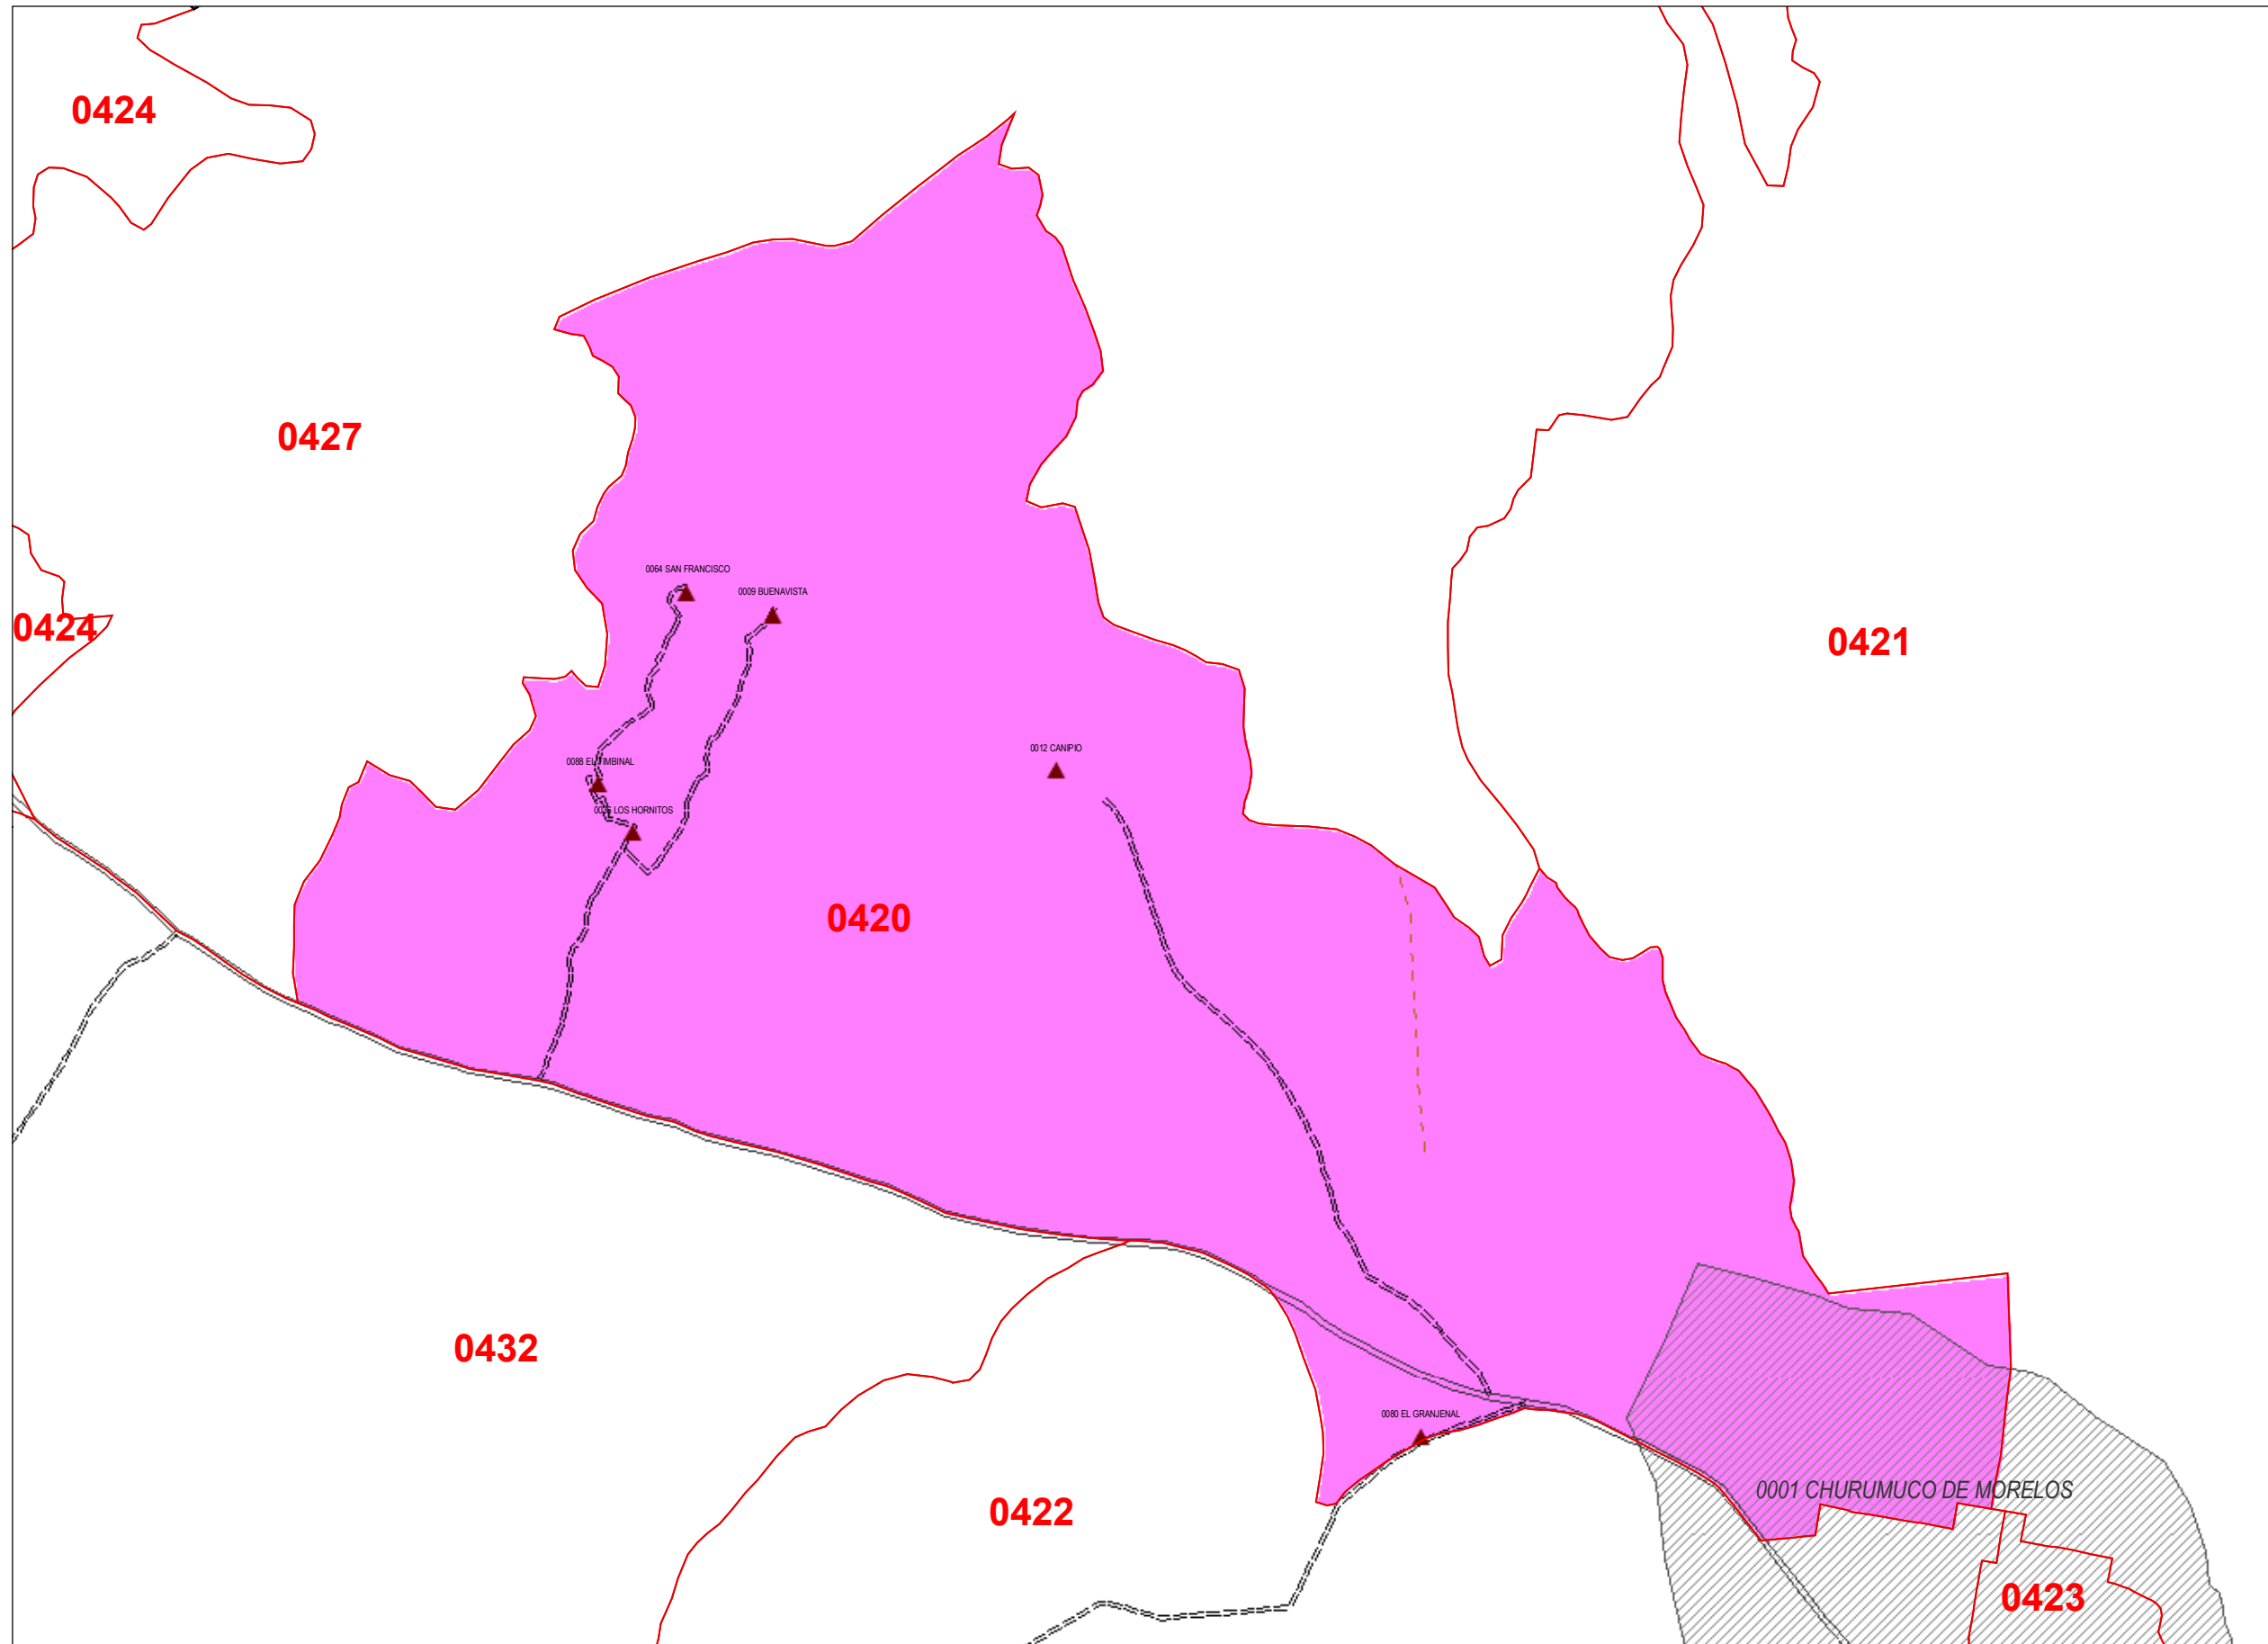 0424
0427
0064 SAN FRANCISCO
0009 BUENAVISTA
0424
0421
0012 CANIPIO
0088 EL TIMBINAL
LOS HORNITOS
0420
0432
0080 EL GRANJENAL
0001 CHURUMUCO DE MORELOS
0422
0423